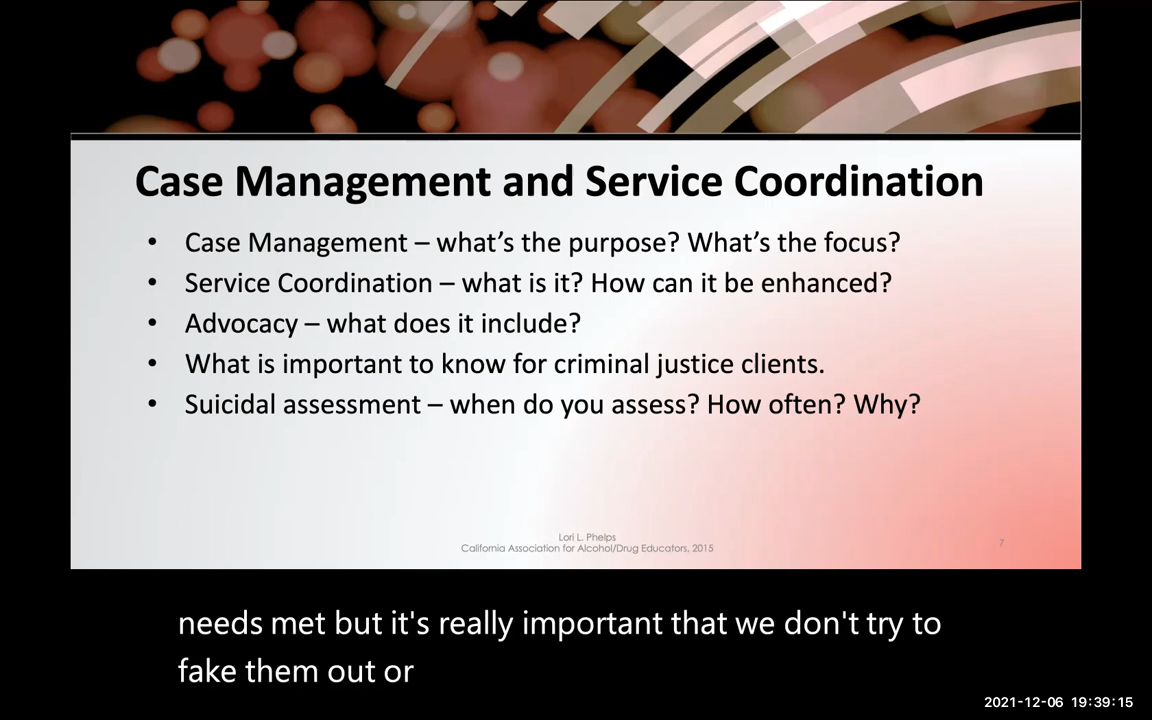 Case Management and Service Coordination
• Case Management – what's the purpose? What's the focus?
• Service Coordination – what is it? How can it be enhanced?
• Advocacy – what does it include?
• What is important to know for criminal justice clients.
• Suicidal assessment – when do you assess? How often? Why?
Lori L. Phelps
California Association for Alcohol/Drug Educators, 2015
7
needs met but it's really important that we don't try to
fake them out or
2021-12-06 19:39:15